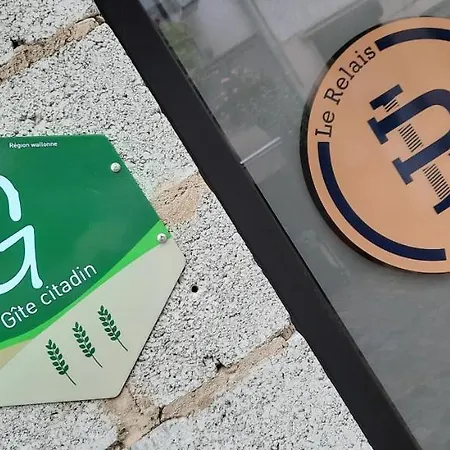 Région wallonne
G
Gîte citadin
Le Relais